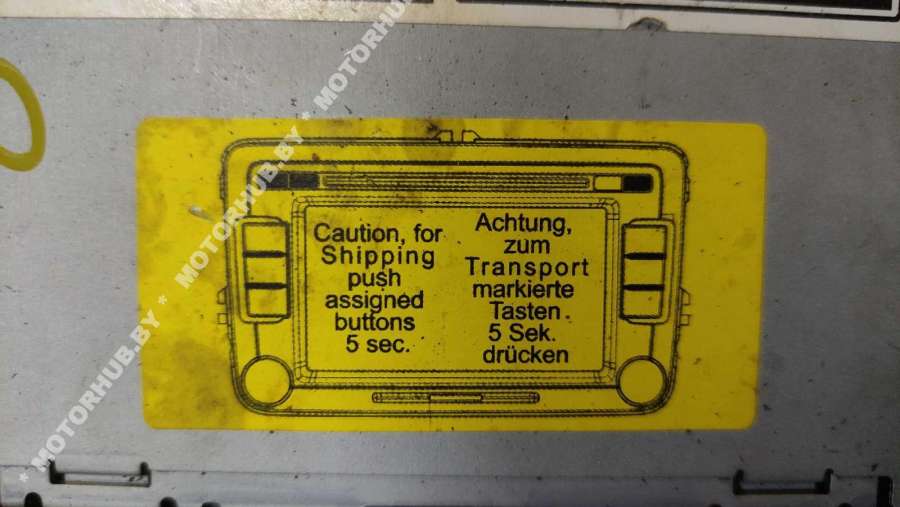 Caution, for
Shipping
push
assigned
buttons
5 sec.
Achtung,
zum
Transport
markierte
Tasten.
5 Sek.
drücken
* MOTORHUB.BY * MOTORHUB.BY * MOTORHUB.BY